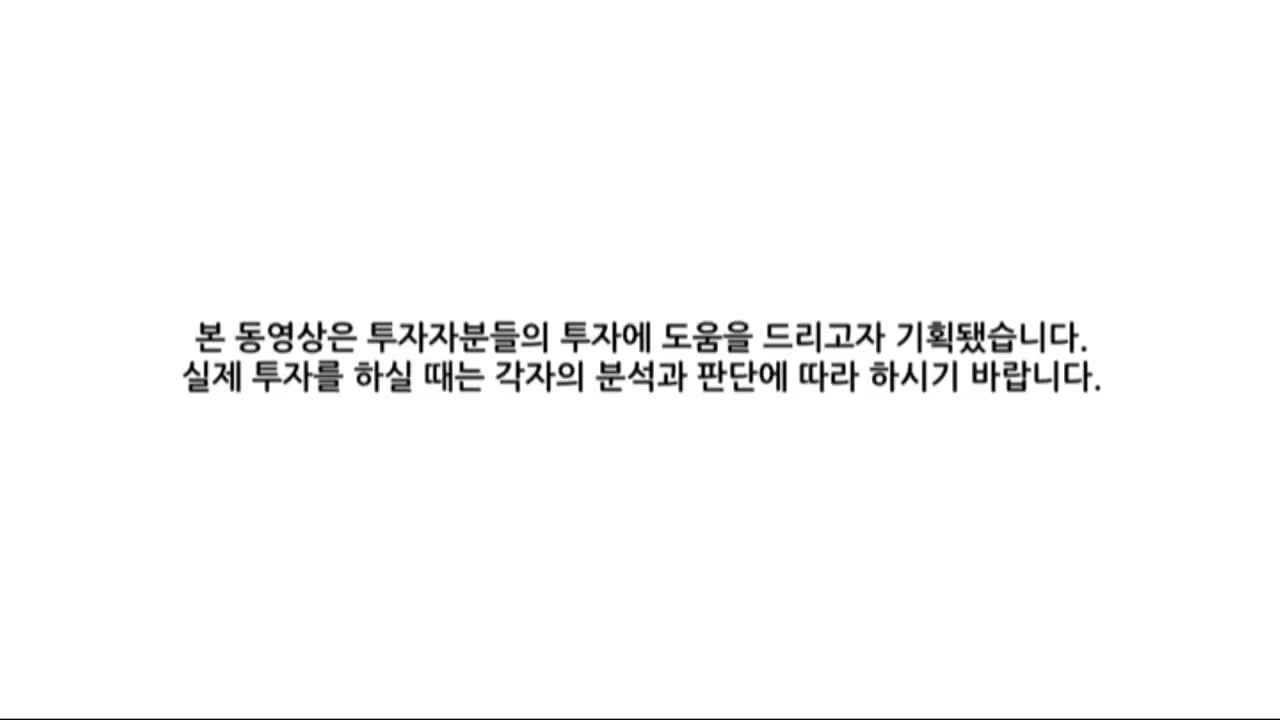 본 동영상은 투자자분들의 투자에 도움을 드리고자 기획됐습니다.
실제 투자를 하실 때는 각자의 분석과 판단에 따라 하시기 바랍니다.